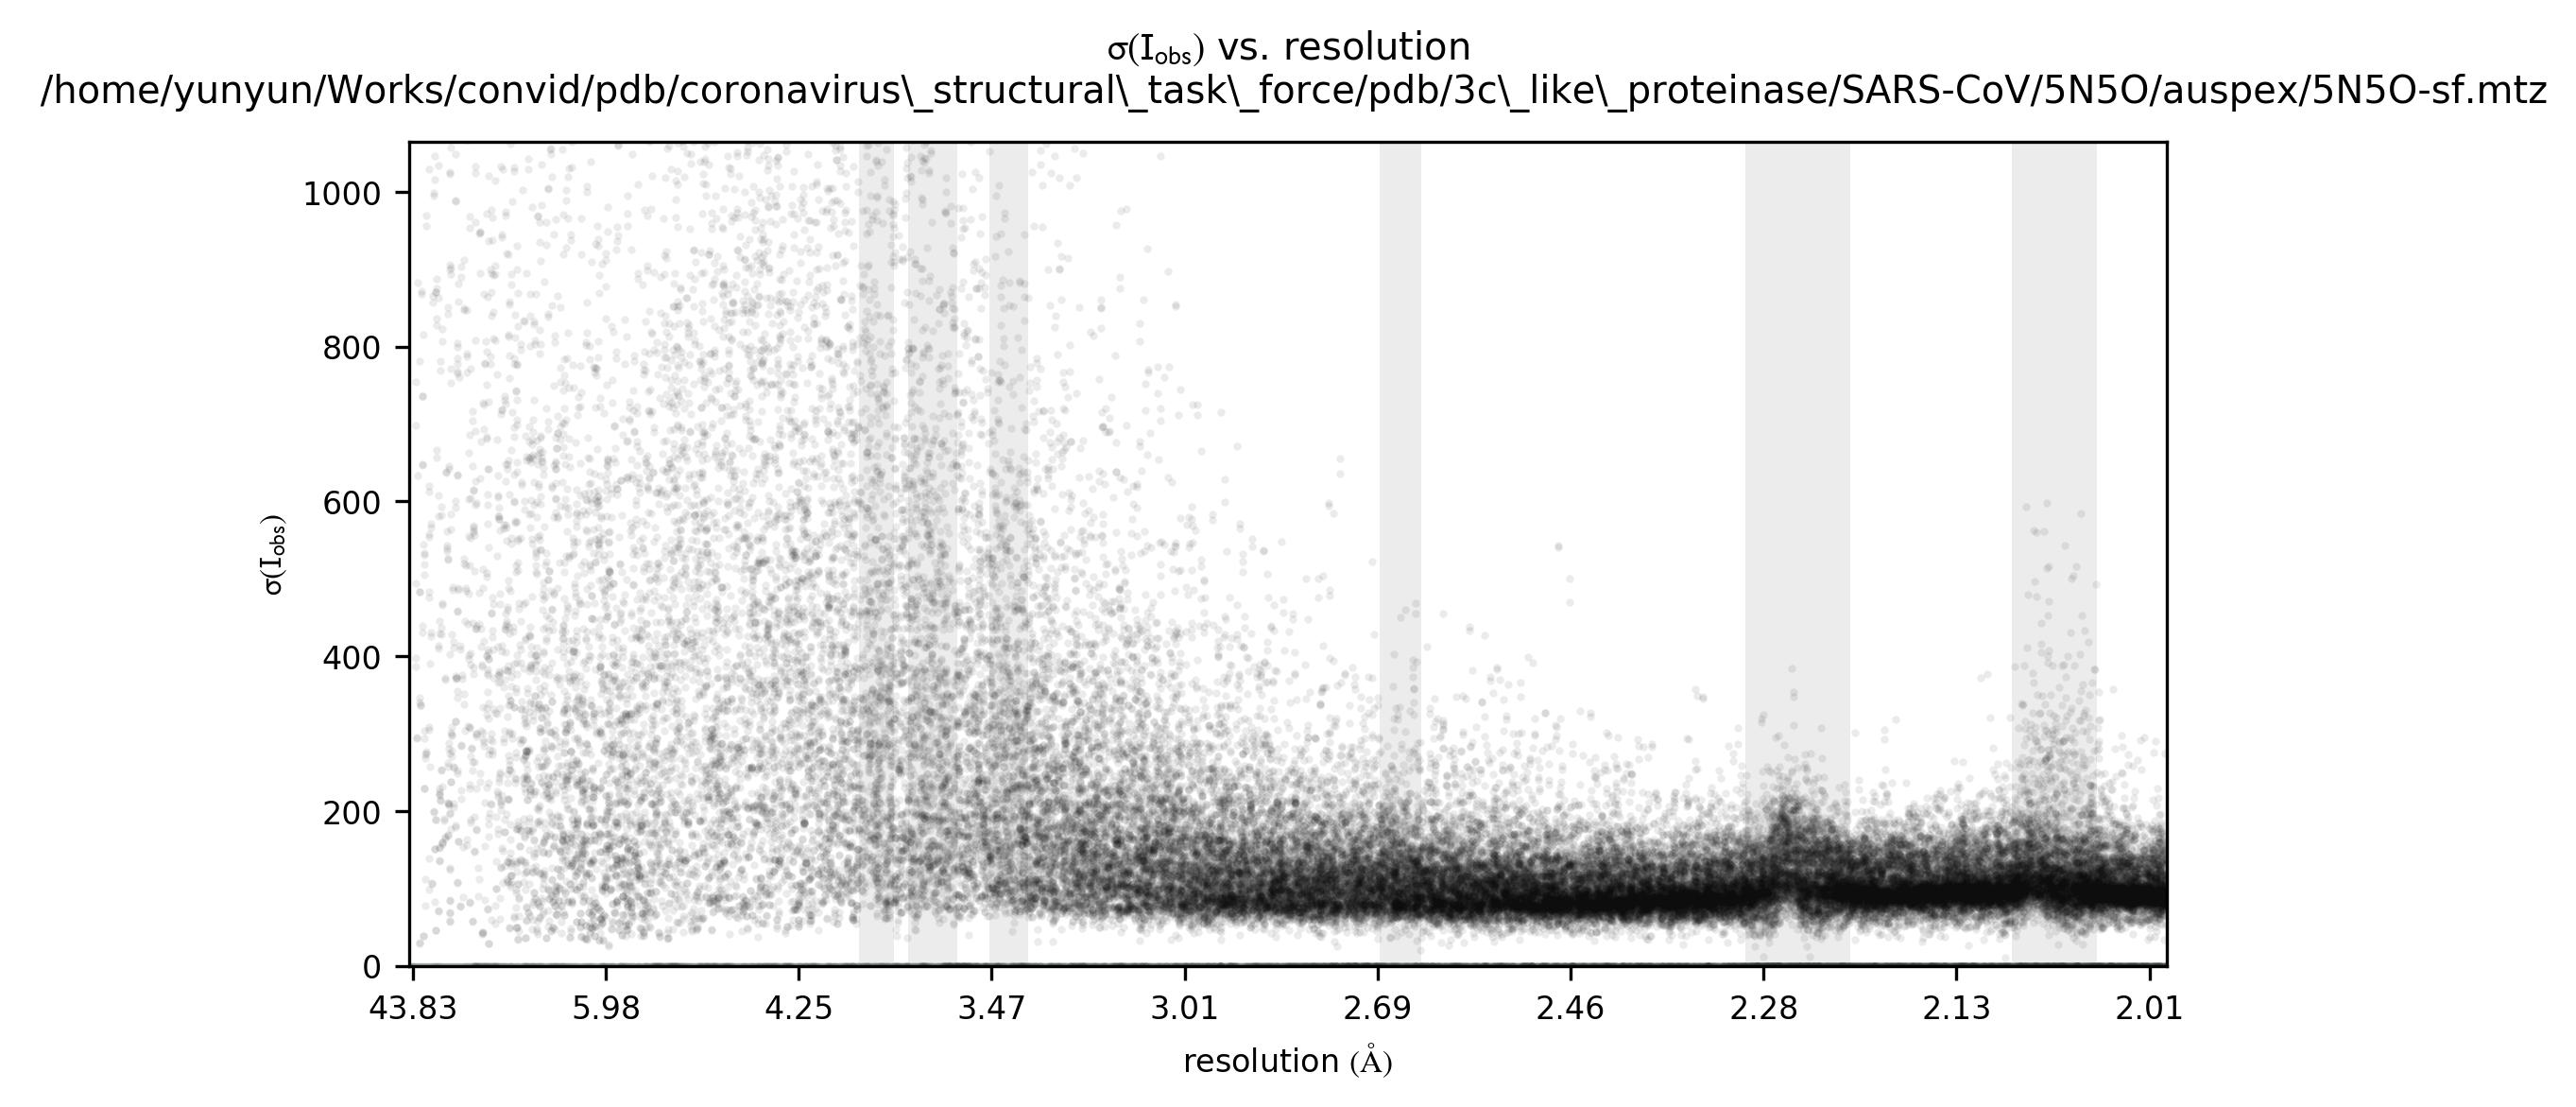 σ(Iobs) vs. resolution
/home/yunyun/Works/convid/pdb/coronavirus\_structural\_task\_force/pdb/3c\_like\_proteinase/SARS-CoV/5N5O/auspex/5N5O-sf.mtz
1000
800
600
400
200
0
σ(Iobs)
43.83 5.98 4.25 3.47 3.01 2.69 2.46 2.28 2.13 2.01
resolution (Å)